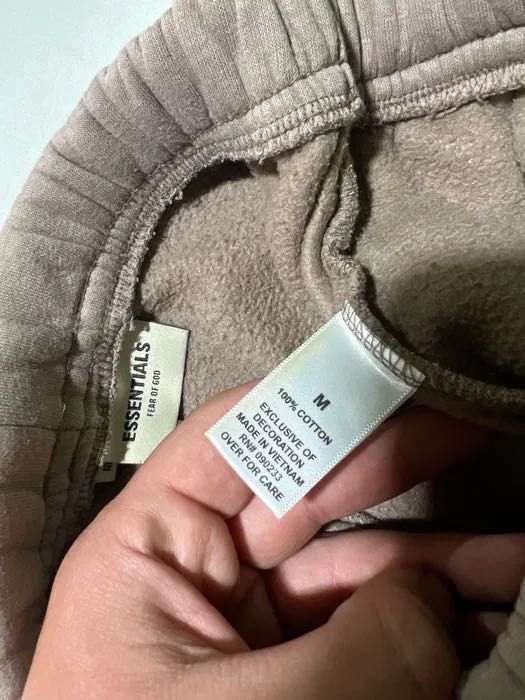 ESSENTIALS
FEAR OF GOD
M
M
100% COTTON
EXCLUSIVE OF
DECORATION
MADE IN VIETNAM
RN# 090233
OVER FOR CARE